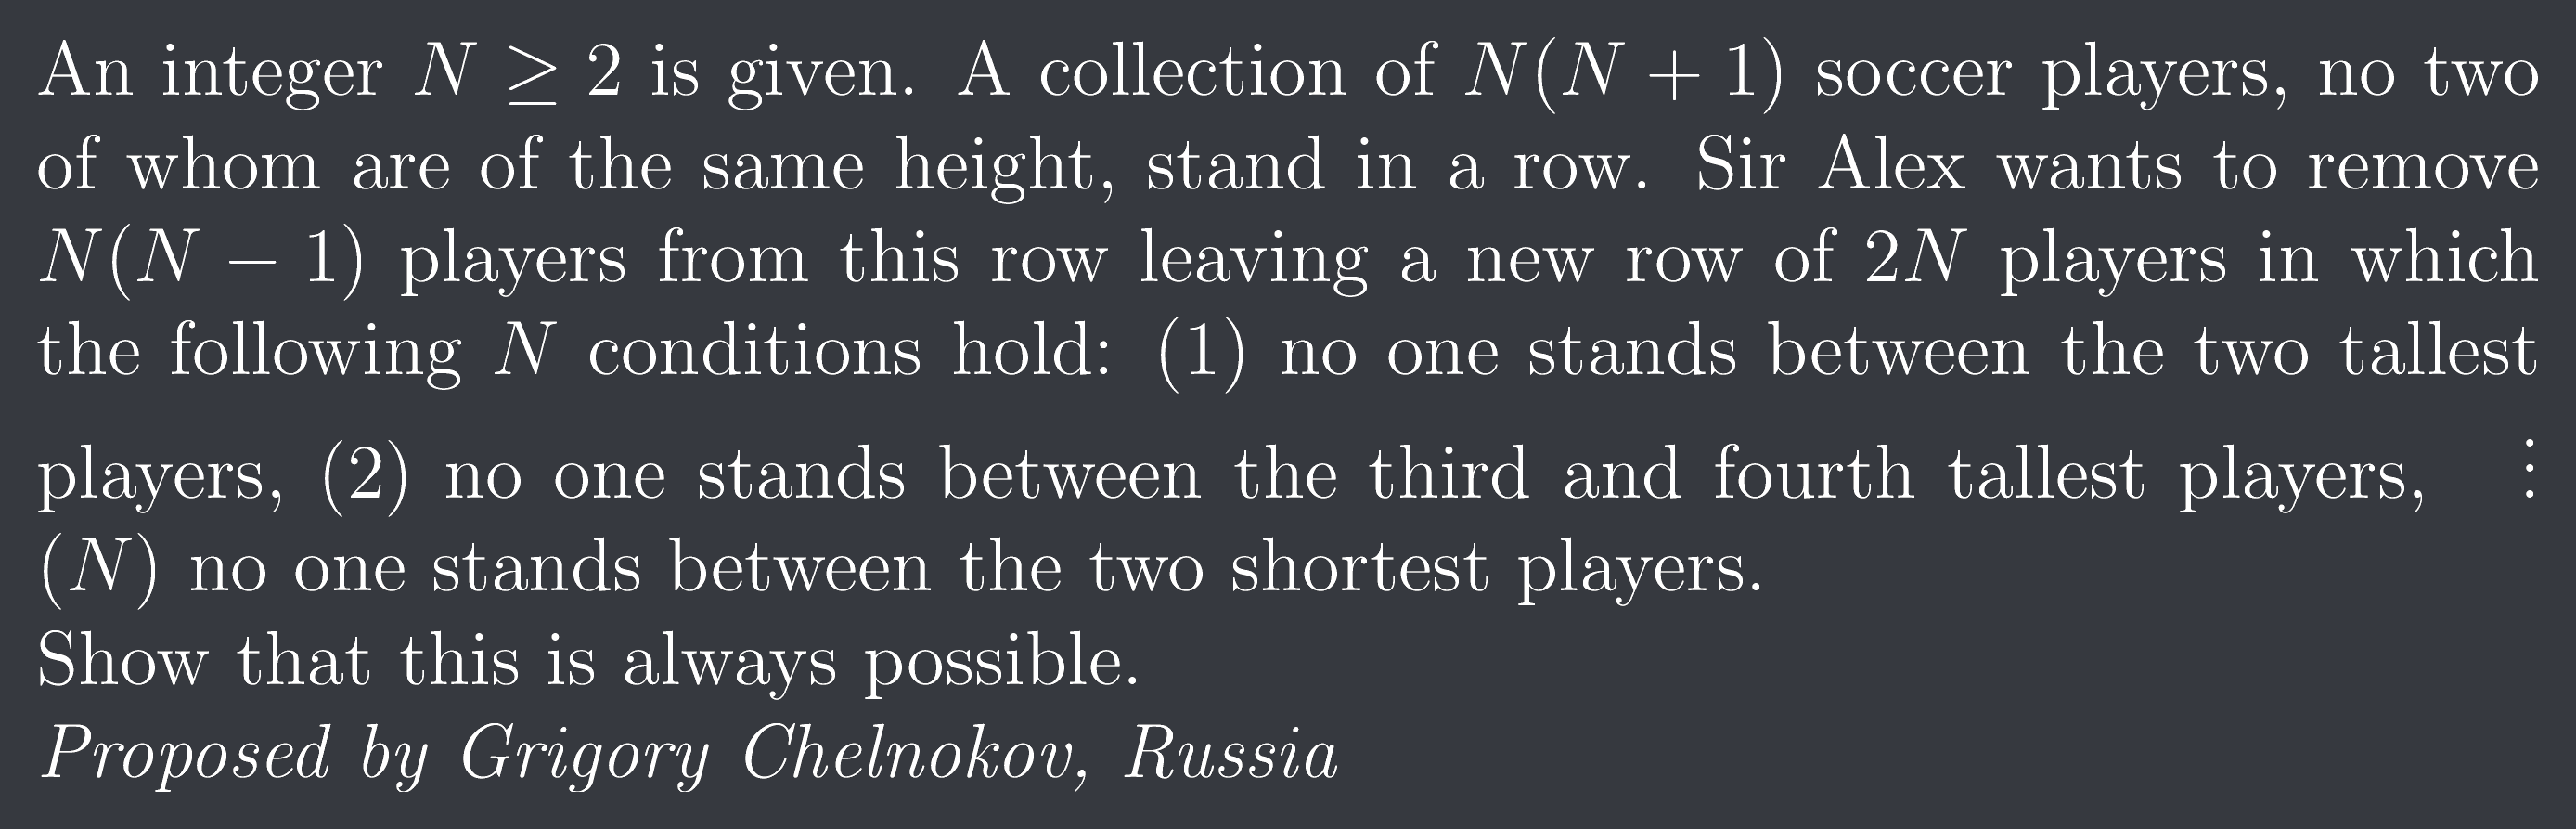 An integer N ≥ 2 is given. A collection of N(N + 1) soccer players, no two
of whom are of the same height, stand in a row. Sir Alex wants to remove
N(N − 1) players from this row leaving a new row of 2N players in which
the following N conditions hold: (1) no one stands between the two tallest
players, (2) no one stands between the third and fourth tallest players, ⋮
(N) no one stands between the two shortest players.
Show that this is always possible.
Proposed by Grigory Chelnokov, Russia